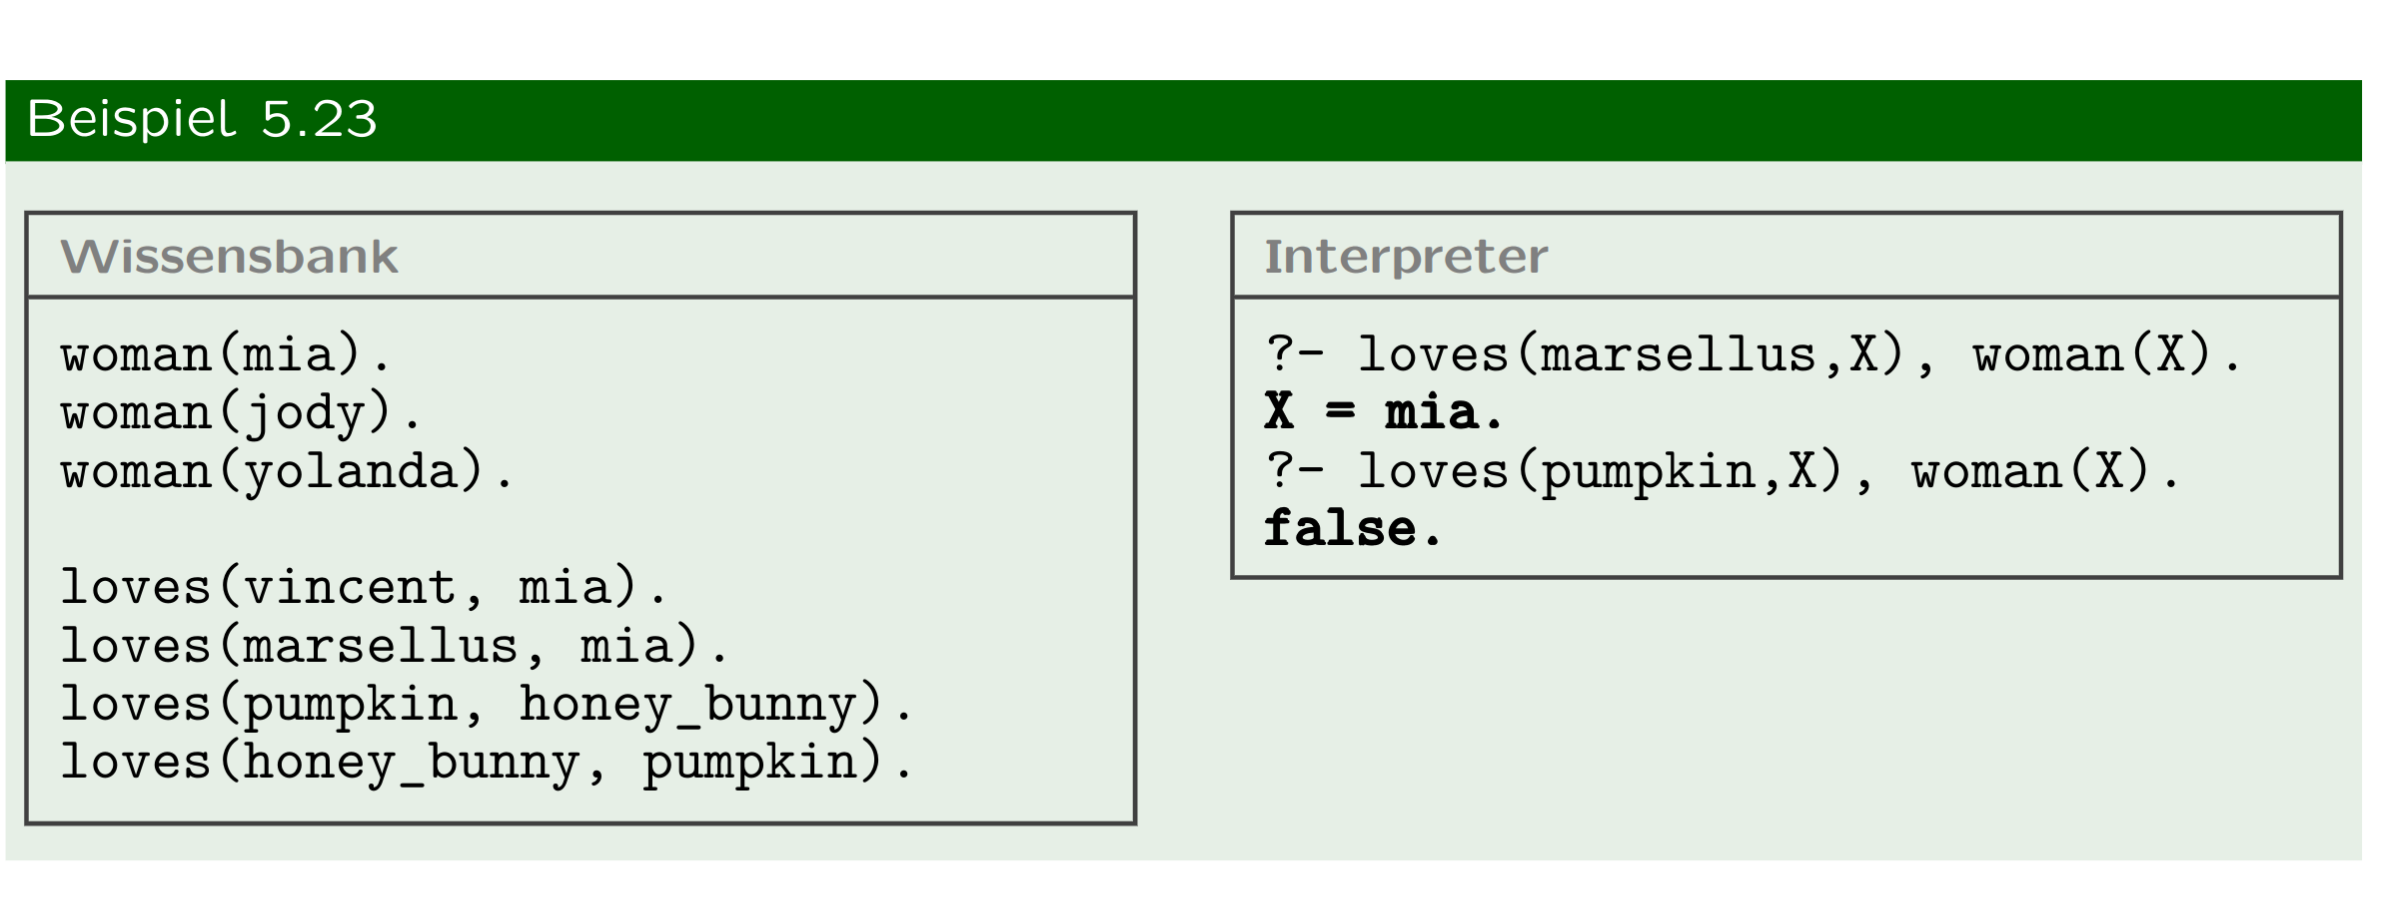 Beispiel 5.23
Wissensbank
woman(mia).
woman(jody).
woman(yolanda).
loves(vincent, mia).
loves(marsellus, mia).
loves(pumpkin, honey_bunny).
loves(honey_bunny, pumpkin).
Interpreter
?- loves(marsellus,X), woman(X).
X = mia.
?- loves(pumpkin,X), woman(X).
false.